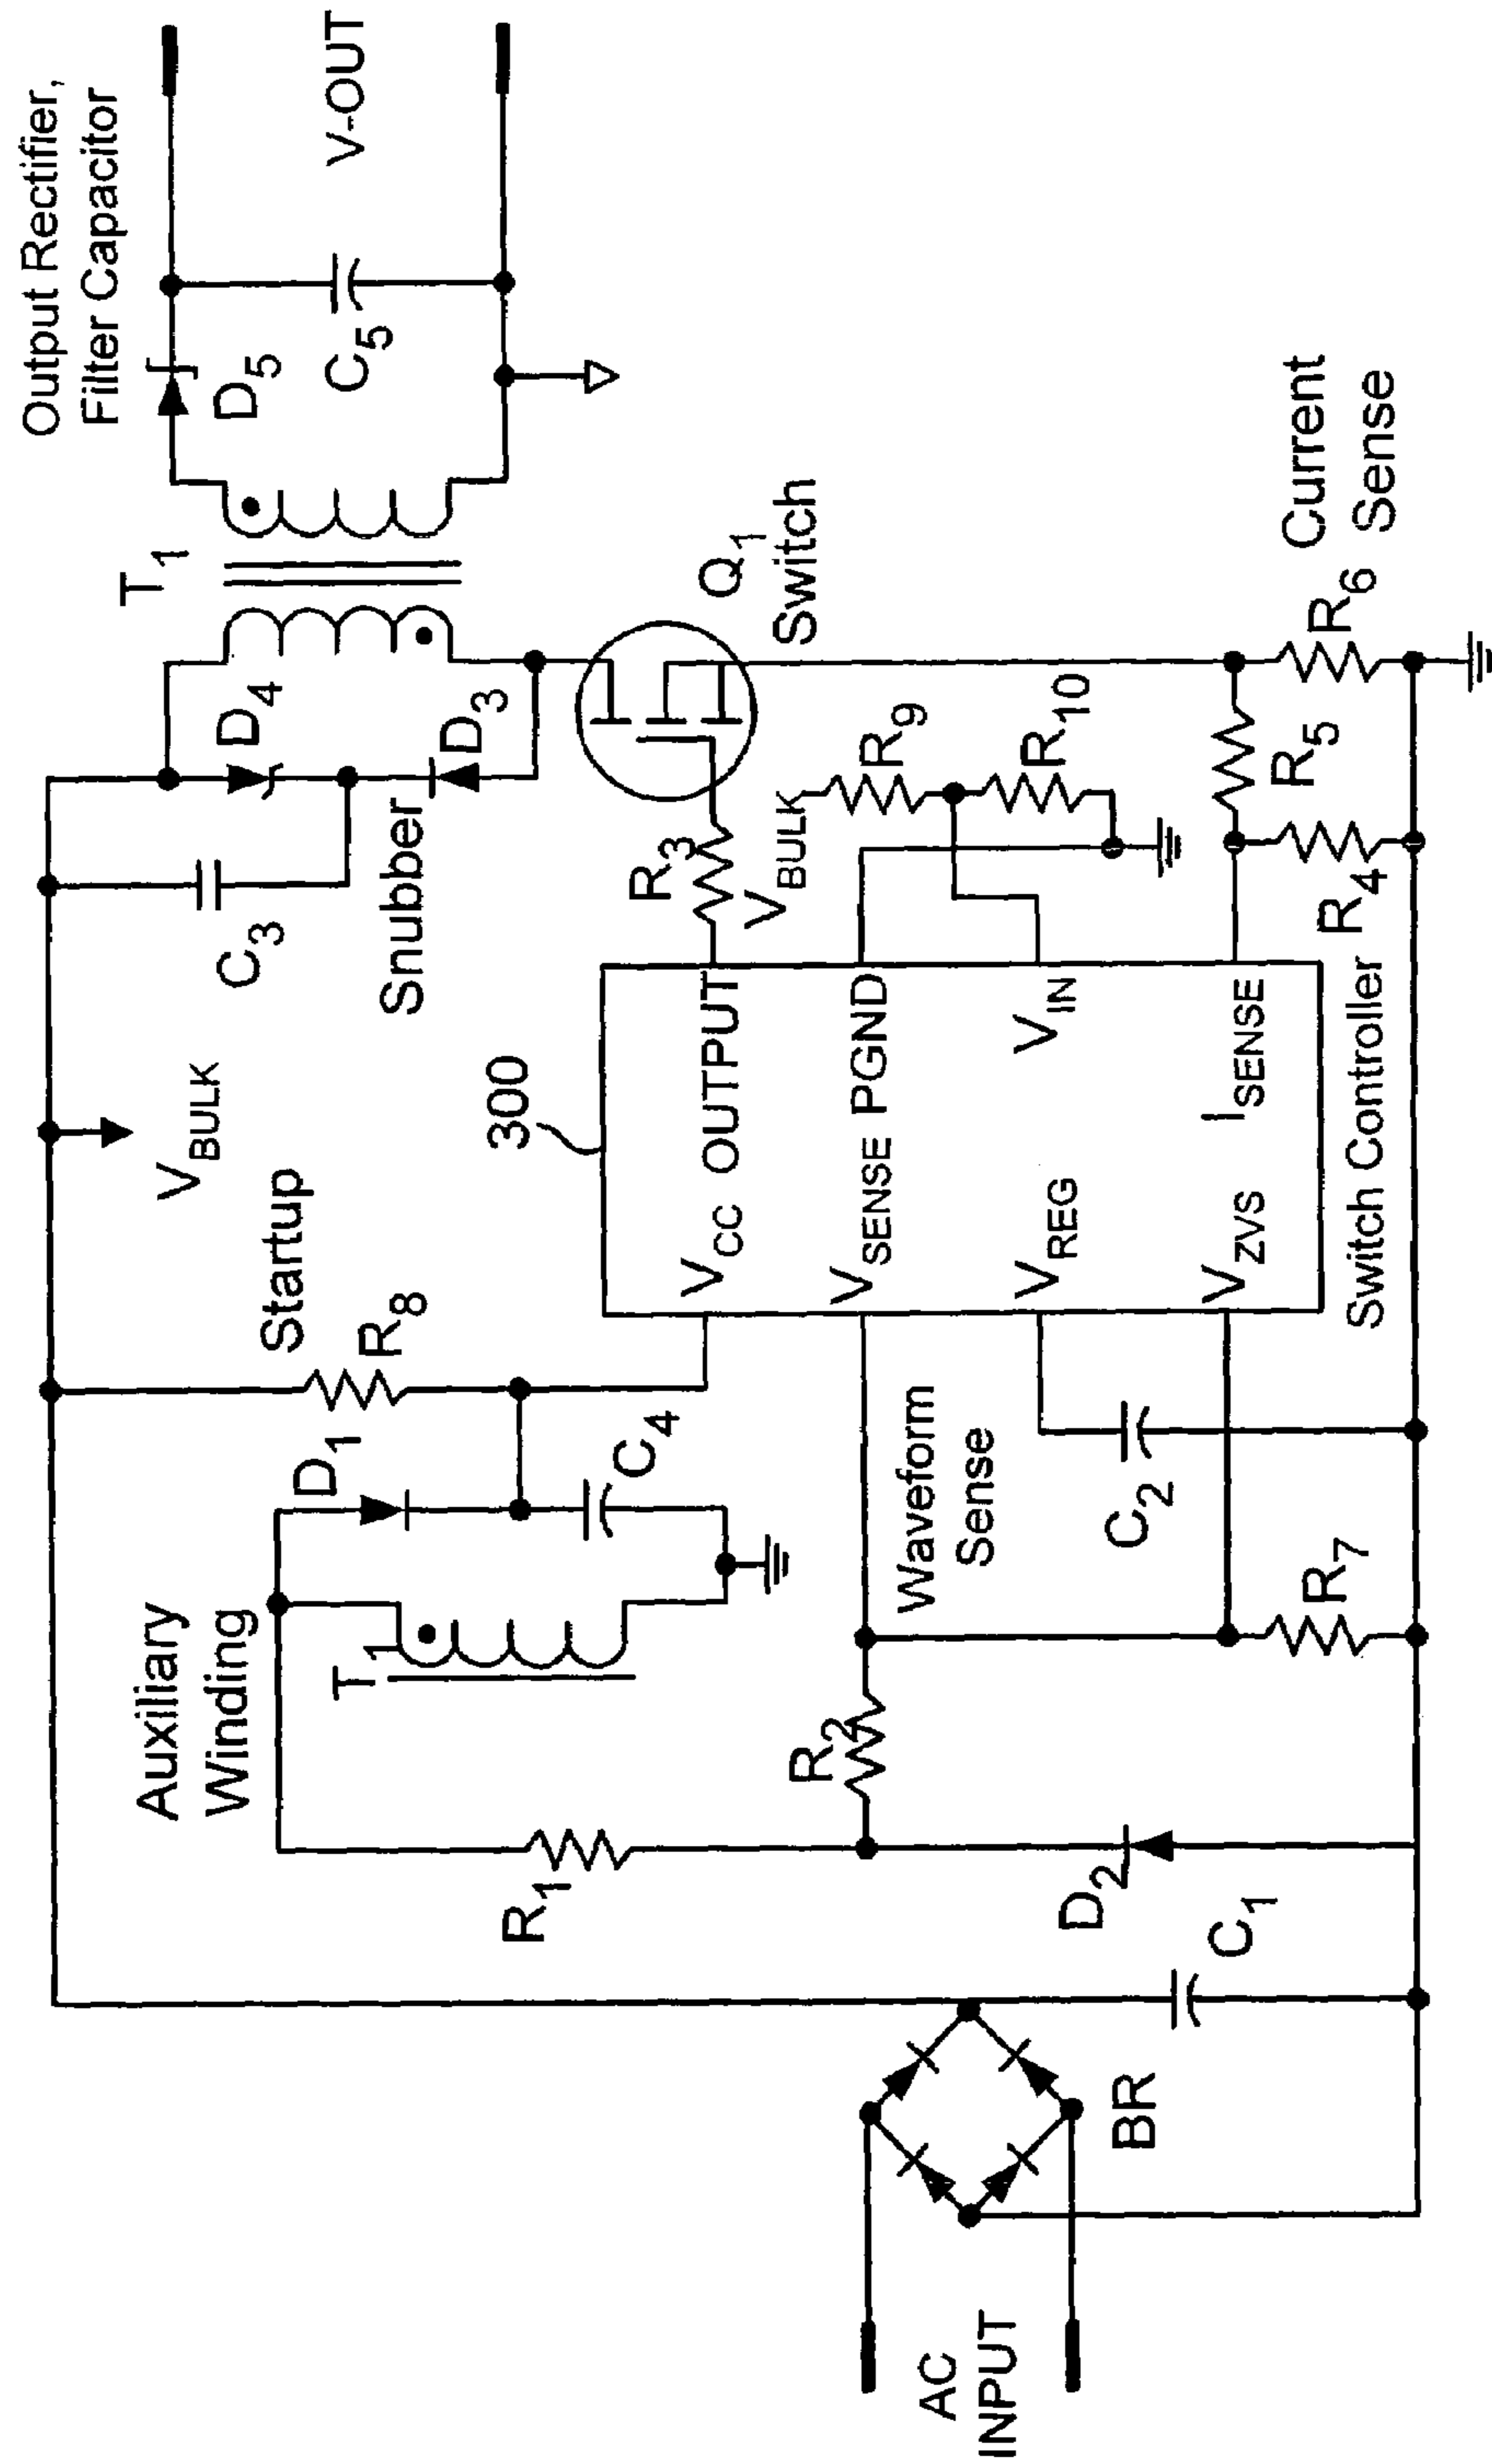 Output Rectifier,
Filter Capacitor
V-OUT
T1
D5
C5
D4
D3
C3
Snubber
VBULK
Startup
R8
Auxiliary
Winding
T1
D1
C4
300
Q1
Switch
R3
VBULK
R9
R10
VCC OUTPUT
VSENSE PGND
VREG
VIN
VZVS
ISENSE
Switch Controller
R1
R2
Waveform
Sense
D2
C2
R7
R4
R5
R6
Current
Sense
C1
BR
AC
INPUT